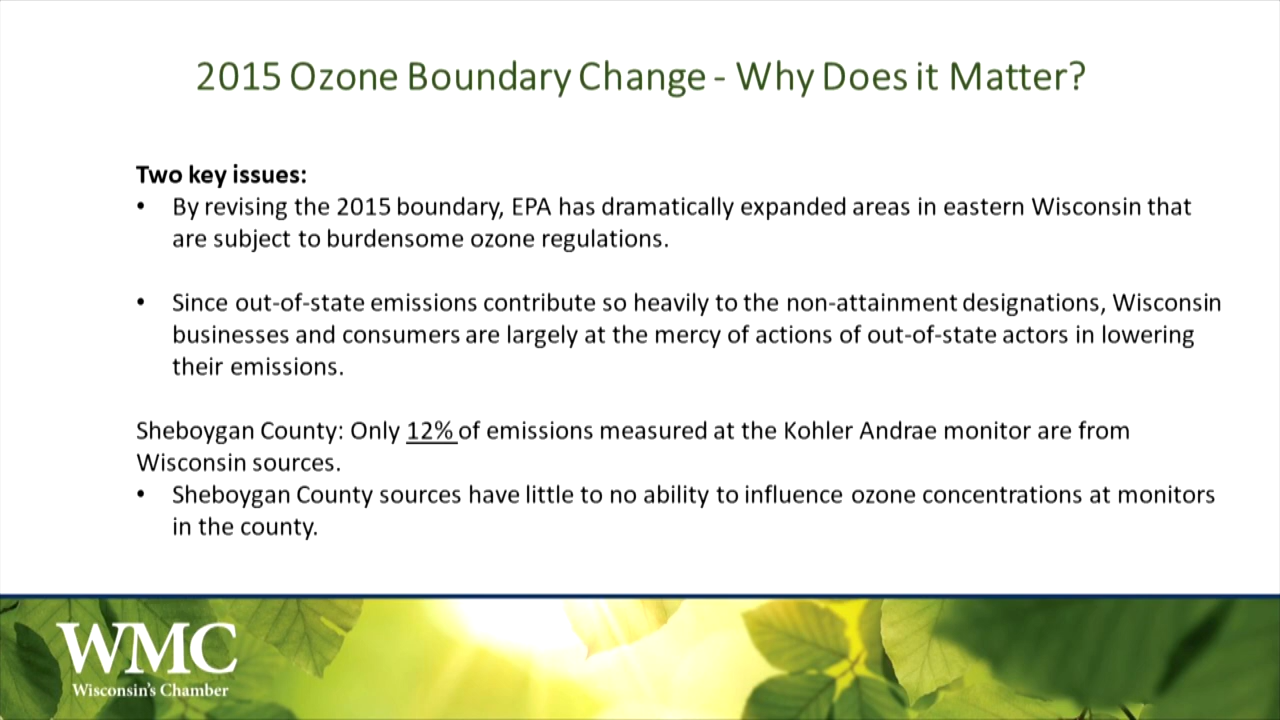 2015 Ozone Boundary Change - Why Does it Matter?
Two key issues:
• By revising the 2015 boundary, EPA has dramatically expanded areas in eastern Wisconsin that
are subject to burdensome ozone regulations.
• Since out-of-state emissions contribute so heavily to the non-attainment designations, Wisconsin
businesses and consumers are largely at the mercy of actions of out-of-state actors in lowering
their emissions.
Sheboygan County: Only 12% of emissions measured at the Kohler Andrae monitor are from
Wisconsin sources.
• Sheboygan County sources have little to no ability to influence ozone concentrations at monitors
in the county.
WMC
Wisconsin's Chamber